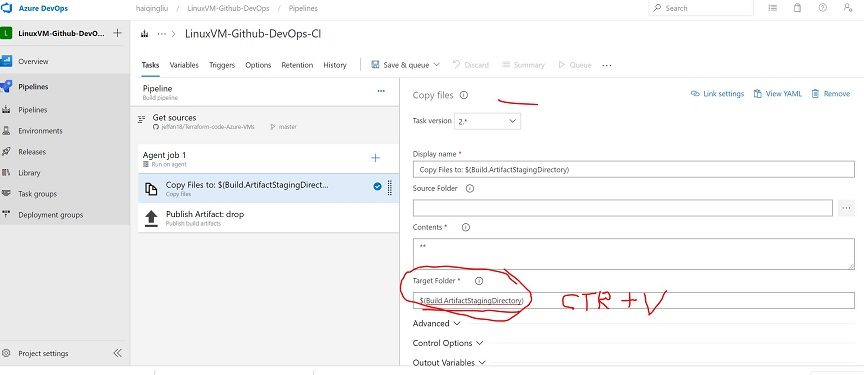 Azure DevOps
haiqingliu / LinuxVM-Github-DevOps / Pipelines
Search
L LinuxVM-Github-DevO... +
··· > LinuxVM-Github-DevOps-CI
Overview
Pipelines
Pipelines
Environments
Releases
Library
Task groups
Deployment groups
Project settings
Tasks Variables Triggers Options Retention History Save & queue Discard Summary Queue ···
Pipeline ···
Build pipeline
Get sources
jeffan18/Terraform-code-Azure-VMs master
Agent job 1 +
Run on agent
Copy Files to: $(Build.ArtifactStagingDirect...
Copy files
Publish Artifact: drop
Publish build artifacts
Copy files Link settings View YAML Remove
Task version 2.*
Display name *
Copy Files to: $(Build.ArtifactStagingDirectory)
Source Folder
···
Contents *
**
Target Folder *
$(Build.ArtifactStagingDirectory)
CTR + V
Advanced
Control Options
Output Variables